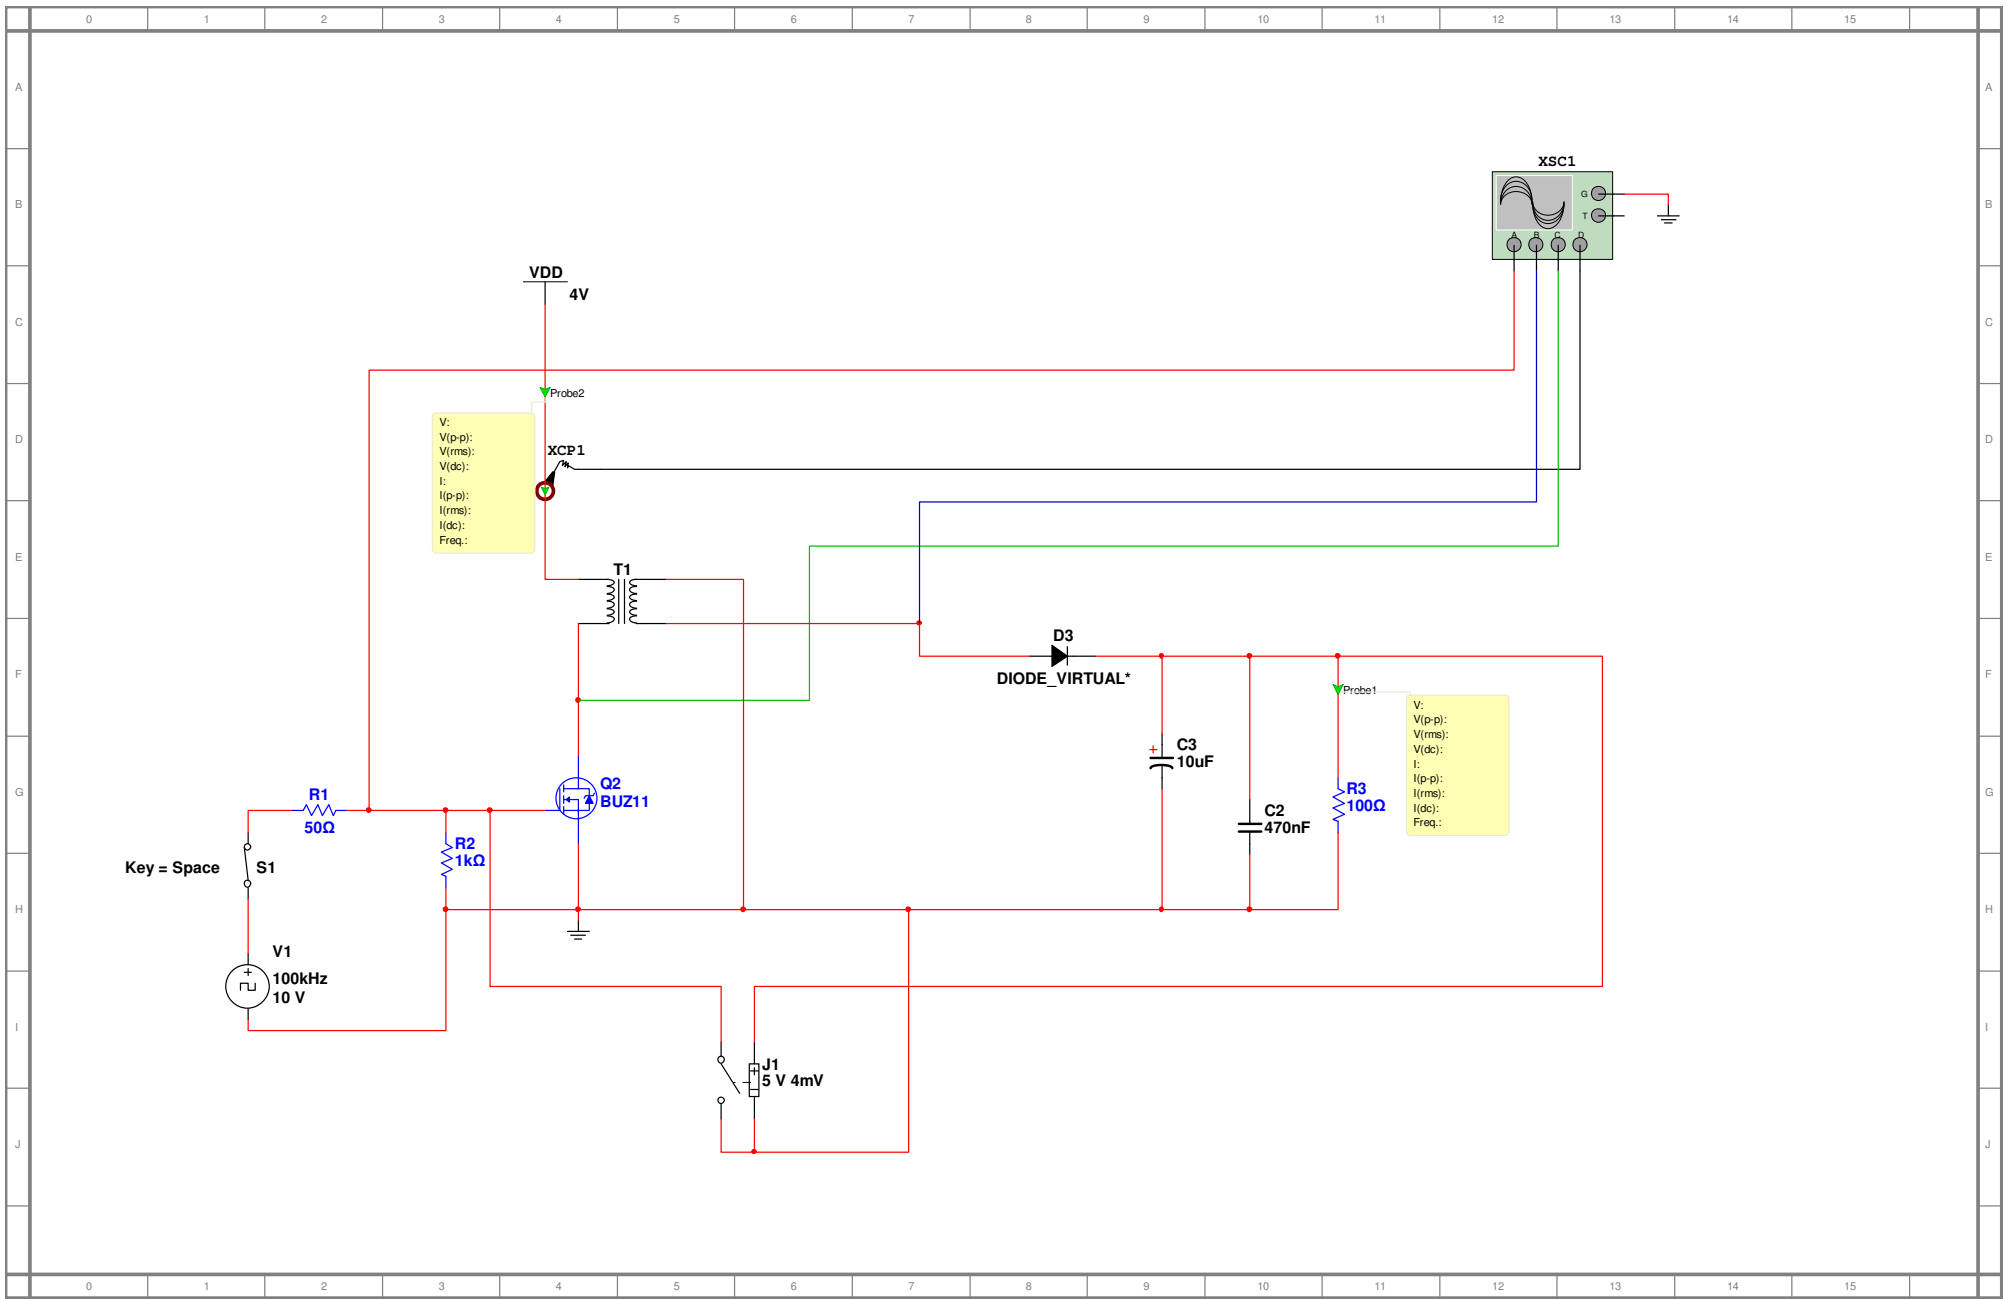 0 1 2 3 4 5 6 7 8 9 10 11 12 13 14 15
A A
XSC1
B B
G
T
A B C D
VDD
4V
C C
Probe2
D D
V:
V(p-p):
V(rms):
V(dc):
I:
I(p-p):
I(rms):
I(dc):
Freq.:
XCP1
E E
T1
D3
DIODE_VIRTUAL*
F F
Probe1
V:
V(p-p):
V(rms):
V(dc):
I:
I(p-p):
I(rms):
I(dc):
Freq.:
C3
10uF
G G
R1
50Ω
Q2
BUZ11
C2
470nF
R3
100Ω
R2
1kΩ
Key = Space
S1
H H
V1
100kHz
10 V
I I
J1
5 V 4mV
J J
0 1 2 3 4 5 6 7 8 9 10 11 12 13 14 15